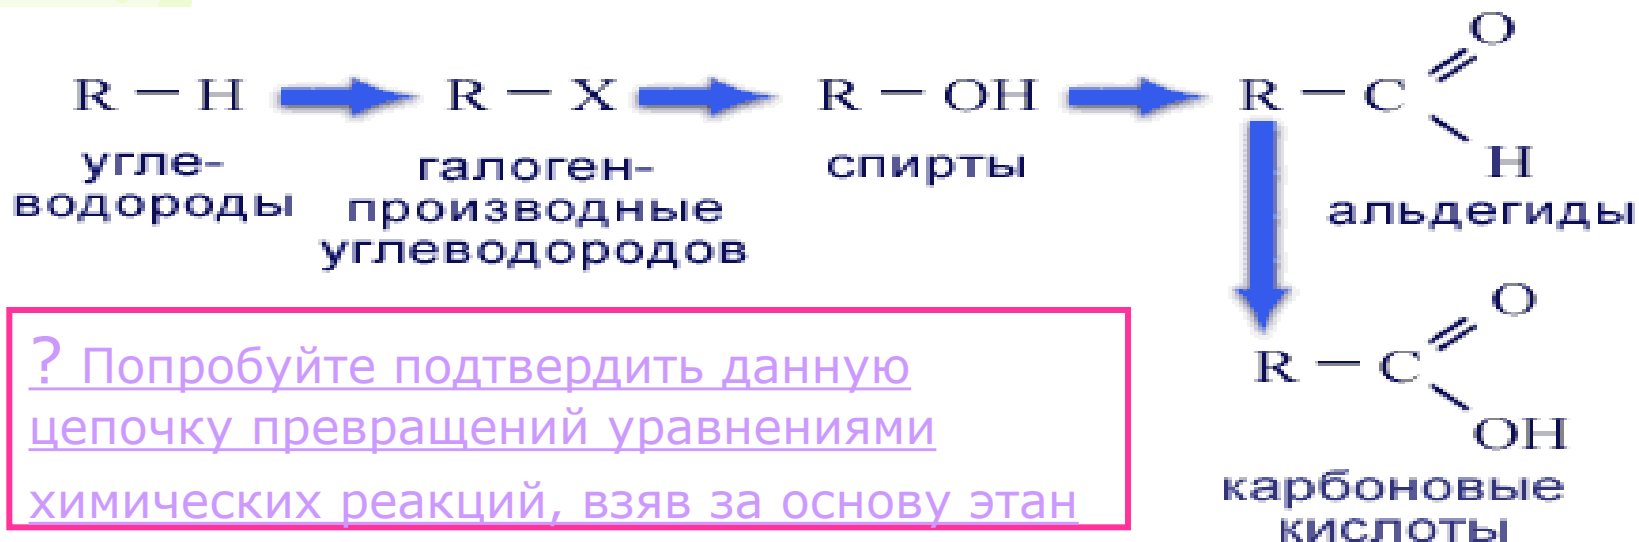 R – H → R – X → R – OH → R – C
O
H
угле-
водороды
галоген-
производные
углеводородов
спирты
альдегиды
R – C
O
OH
карбоновые
кислоты
? Попробуйте подтвердить данную
цепочку превращений уравнениями
химических реакций, взяв за основу этан